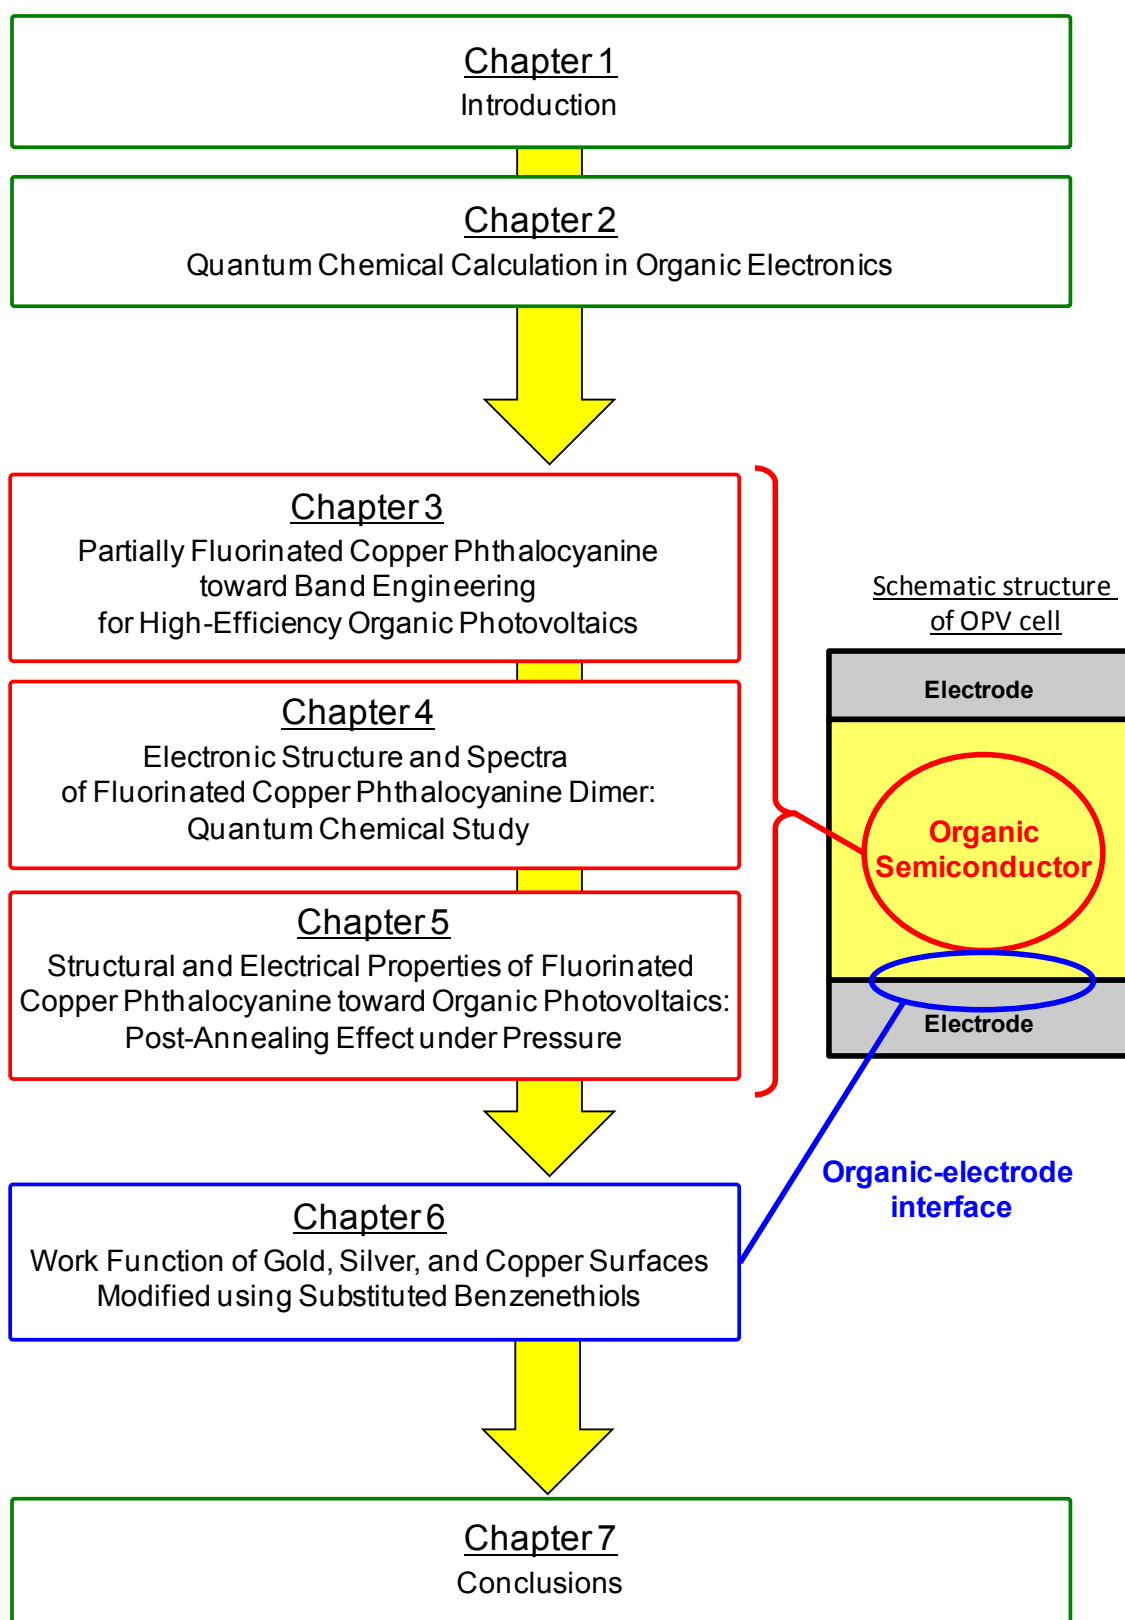 Chapter 1
Introduction
Chapter 2
Quantum Chemical Calculation in Organic Electronics
Chapter 3
Partially Fluorinated Copper Phthalocyanine
toward Band Engineering
for High-Efficiency Organic Photovoltaics
Chapter 4
Electronic Structure and Spectra
of Fluorinated Copper Phthalocyanine Dimer:
Quantum Chemical Study
Chapter 5
Structural and Electrical Properties of Fluorinated
Copper Phthalocyanine toward Organic Photovoltaics:
Post-Annealing Effect under Pressure
Schematic structure
of OPV cell
Electrode
Organic
Semiconductor
Electrode
Organic-electrode
interface
Chapter 6
Work Function of Gold, Silver, and Copper Surfaces
Modified using Substituted Benzenethiols
Chapter 7
Conclusions